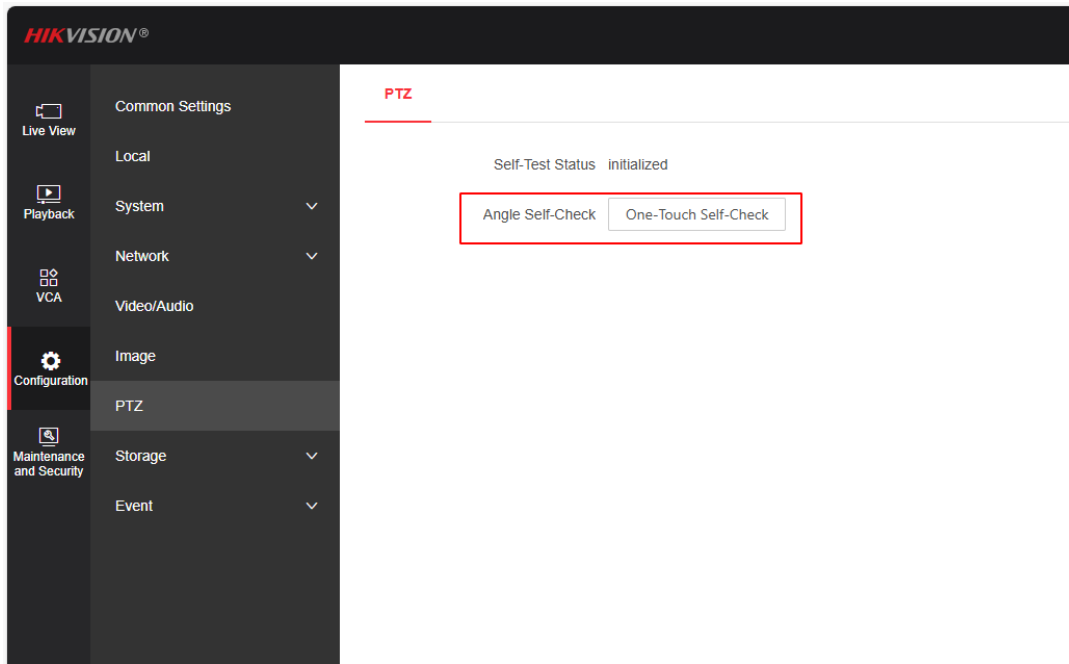 HIKVISION®
Live View
Playback
VCA
Configuration
Maintenance
and Security
Common Settings
Local
System
Network
Video/Audio
Image
PTZ
Storage
Event
PTZ
Self-Test Status initialized
Angle Self-Check One-Touch Self-Check